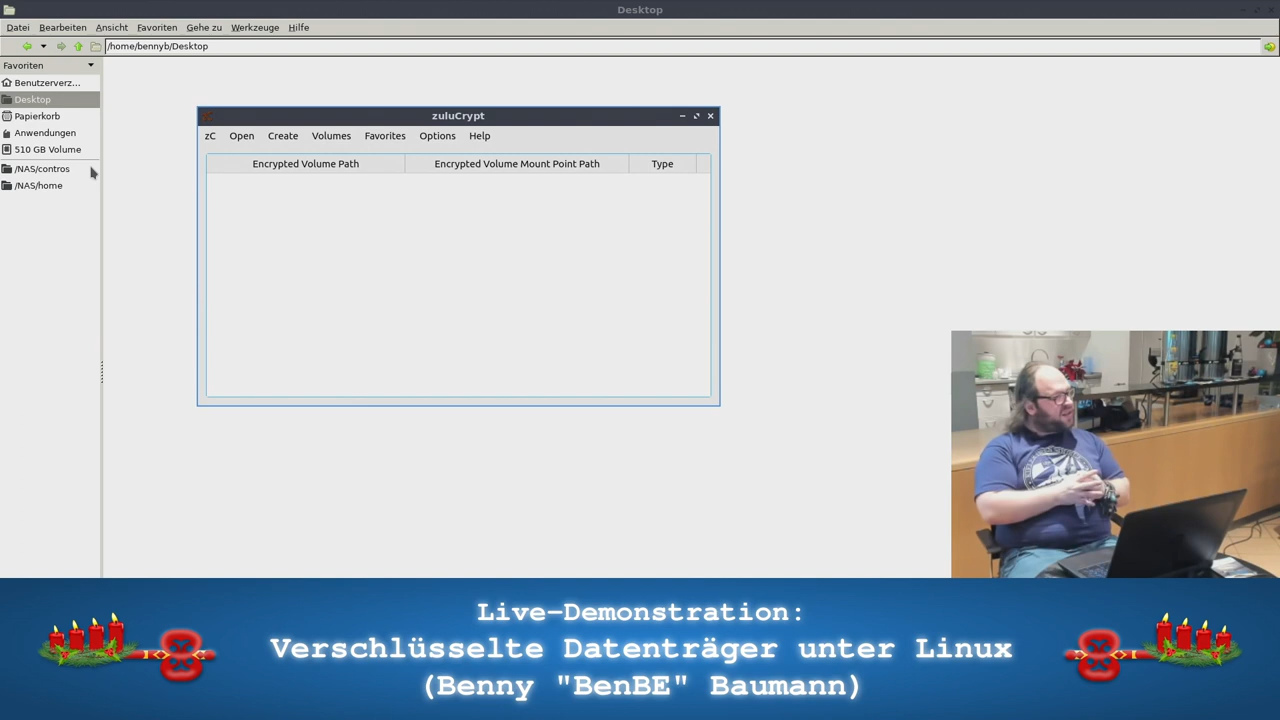 Desktop
Datei Bearbeiten Ansicht Favoriten Gehe zu Werkzeuge Hilfe
/home/bennyb/Desktop
Favoriten
Benutzerverz...
Desktop
Papierkorb
Anwendungen
510 GB Volume
/NAS/contros
/NAS/home
zuluCrypt
zC Open Create Volumes Favorites Options Help
Encrypted Volume Path Encrypted Volume Mount Point Path Type
Live-Demonstration:
Verschlüsselte Datenträger unter Linux
(Benny "BenBE" Baumann)